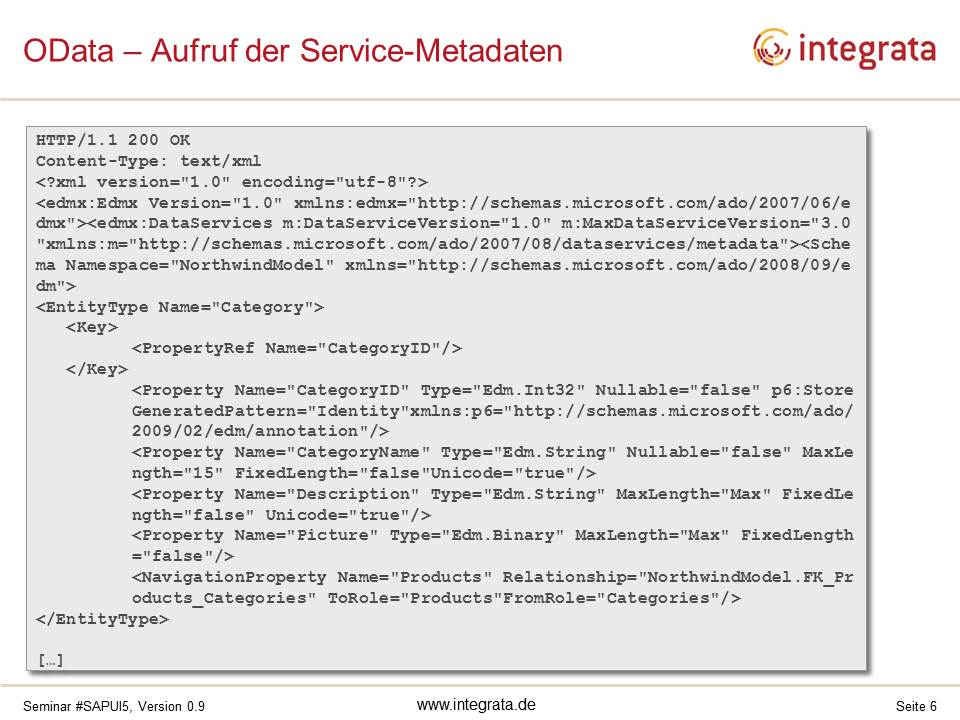 OData – Aufruf der Service-Metadaten
integrata
HTTP/1.1 200 OK
Content-Type: text/xml
<?xml version="1.0" encoding="utf-8"?>
<edmx:Edmx Version="1.0" xmlns:edmx="http://schemas.microsoft.com/ado/2007/06/e
dmx"><edmx:DataServices m:DataServiceVersion="1.0" m:MaxDataServiceVersion="3.0
"xmlns:m="http://schemas.microsoft.com/ado/2007/08/dataservices/metadata"><Sche
ma Namespace="NorthwindModel" xmlns="http://schemas.microsoft.com/ado/2008/09/e
dm">
<EntityType Name="Category">
<Key>
<PropertyRef Name="CategoryID"/>
</Key>
<Property Name="CategoryID" Type="Edm.Int32" Nullable="false" p6:Store
GeneratedPattern="Identity"xmlns:p6="http://schemas.microsoft.com/ado/
2009/02/edm/annotation"/>
<Property Name="CategoryName" Type="Edm.String" Nullable="false" MaxLe
ngth="15" FixedLength="false"Unicode="true"/>
<Property Name="Description" Type="Edm.String" MaxLength="Max" FixedLe
ngth="false" Unicode="true"/>
<Property Name="Picture" Type="Edm.Binary" MaxLength="Max" FixedLength
="false"/>
<NavigationProperty Name="Products" Relationship="NorthwindModel.FK_Pr
oducts_Categories" ToRole="Products"FromRole="Categories"/>
</EntityType>
[…]
Seminar #SAPUI5, Version 0.9
www.integrata.de
Seite 6